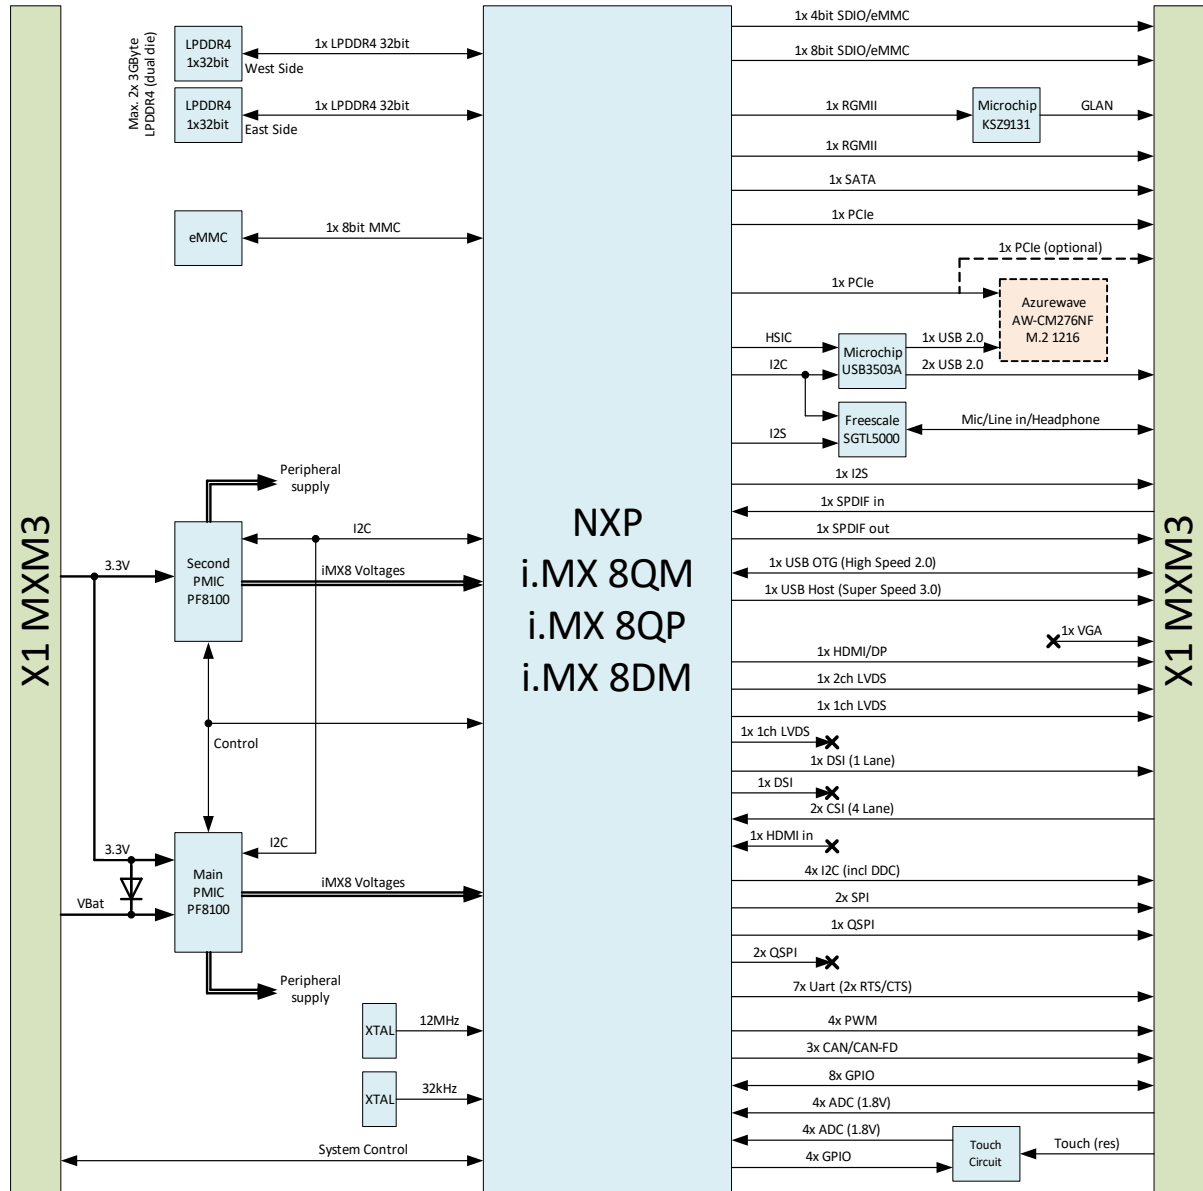 X1 MXM3
Max. 2x 3GByte
LPDDR4 (dual die)
LPDDR4
1x32bit
1x LPDDR4 32bit
West Side
LPDDR4
1x32bit
1x LPDDR4 32bit
East Side
eMMC
1x 8bit MMC
Peripheral
supply
I2C
3.3V
Second
PMIC
PF8100
iMX8 Voltages
Control
I2C
3.3V
Main
PMIC
PF8100
iMX8 Voltages
VBat
Peripheral
supply
XTAL
12MHz
XTAL
32kHz
System Control
NXP
i.MX 8QM
i.MX 8QP
i.MX 8DM
1x 4bit SDIO/eMMC
1x 8bit SDIO/eMMC
1x RGMII
Microchip
KSZ9131
GLAN
1x RGMII
1x SATA
1x PCIe
1x PCIe (optional)
1x PCIe
Azurewave
AW-CM276NF
M.2 1216
HSIC
1x USB 2.0
Microchip
USB3503A
I2C
2x USB 2.0
Freescale
SGTL5000
Mic/Line in/Headphone
I2S
1x I2S
1x SPDIF in
1x SPDIF out
1x USB OTG (High Speed 2.0)
1x USB Host (Super Speed 3.0)
1x VGA
1x HDMI/DP
1x 2ch LVDS
1x 1ch LVDS
1x 1ch LVDS
1x DSI (1 Lane)
1x DSI
2x CSI (4 Lane)
1x HDMI in
4x I2C (incl DDC)
2x SPI
1x QSPI
2x QSPI
7x Uart (2x RTS/CTS)
4x PWM
3x CAN/CAN-FD
8x GPIO
4x ADC (1.8V)
4x ADC (1.8V)
4x GPIO
Touch
Circuit
Touch (res)
X1 MXM3